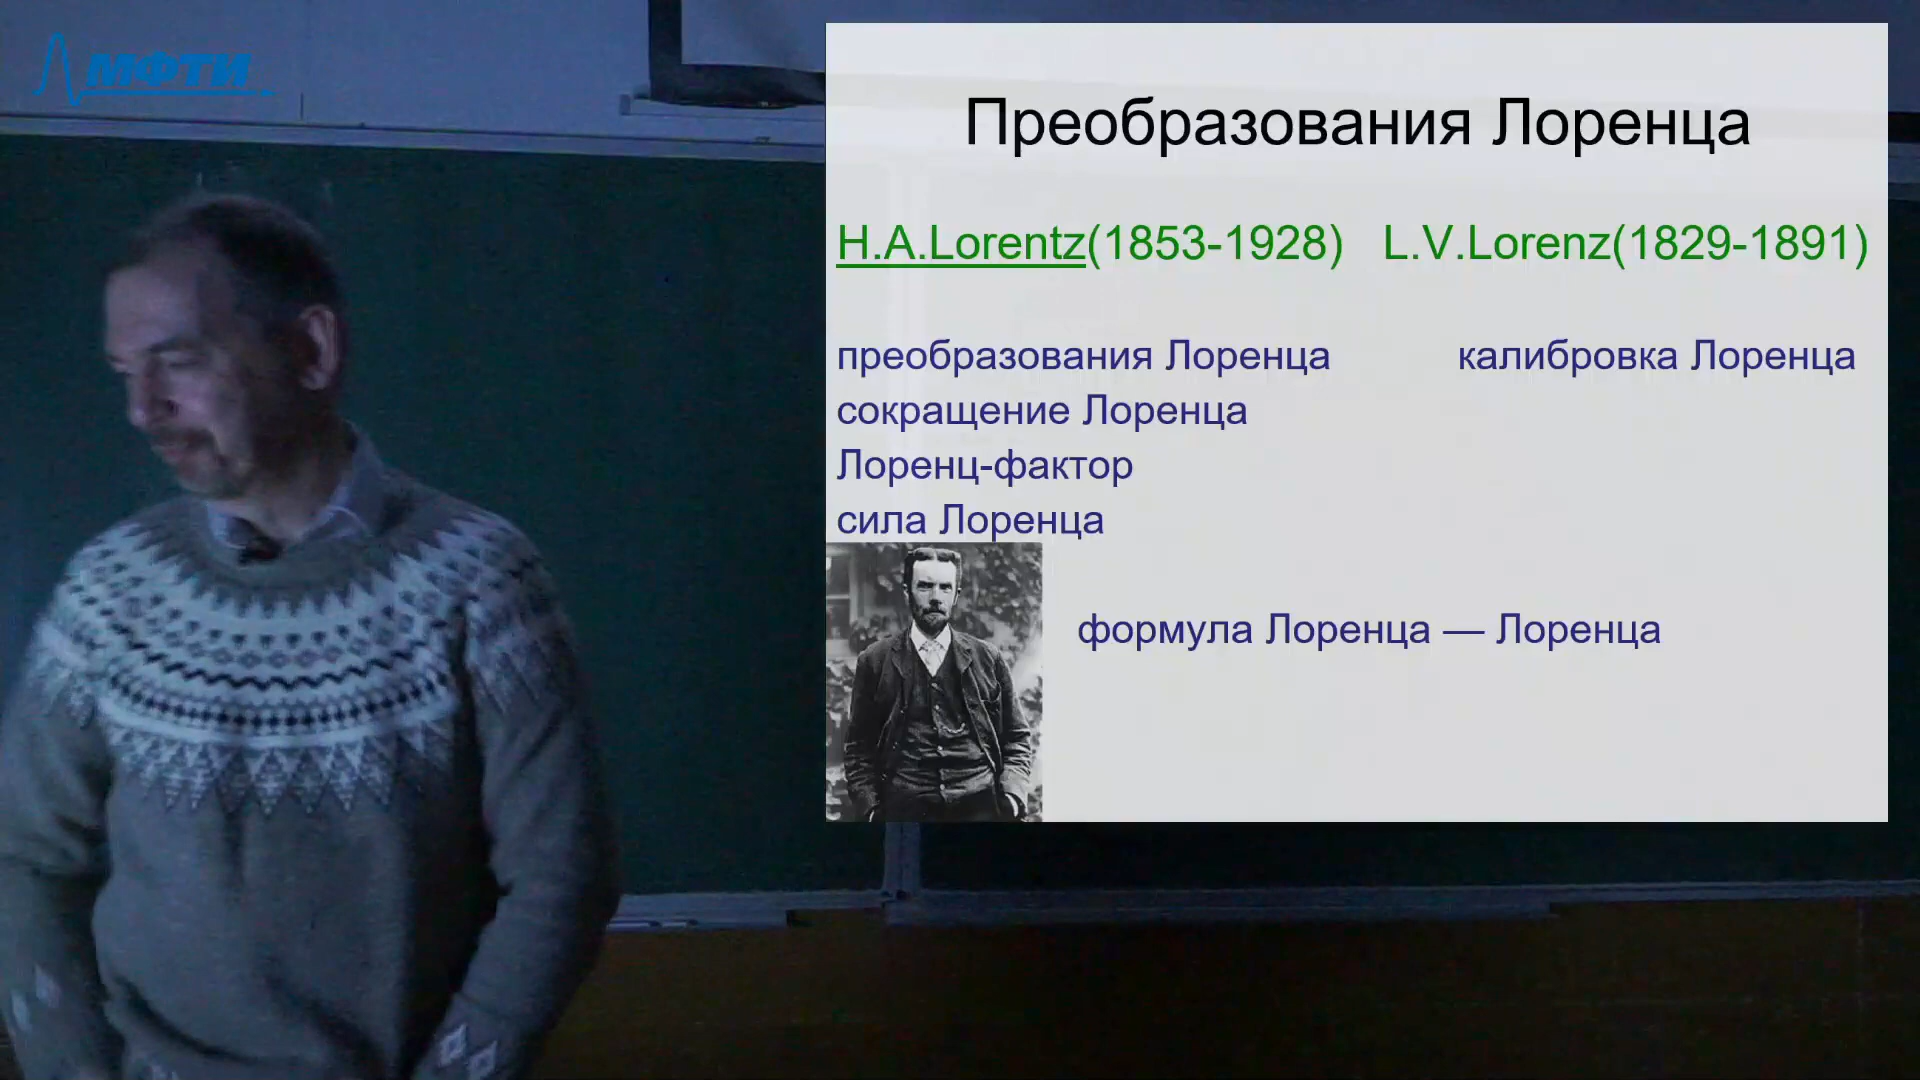 МФТИ
Преобразования Лоренца
H.A.Lorentz(1853-1928) L.V.Lorenz(1829-1891)
преобразования Лоренца калибровка Лоренца
сокращение Лоренца
Лоренц-фактор
сила Лоренца
формула Лоренца — Лоренца